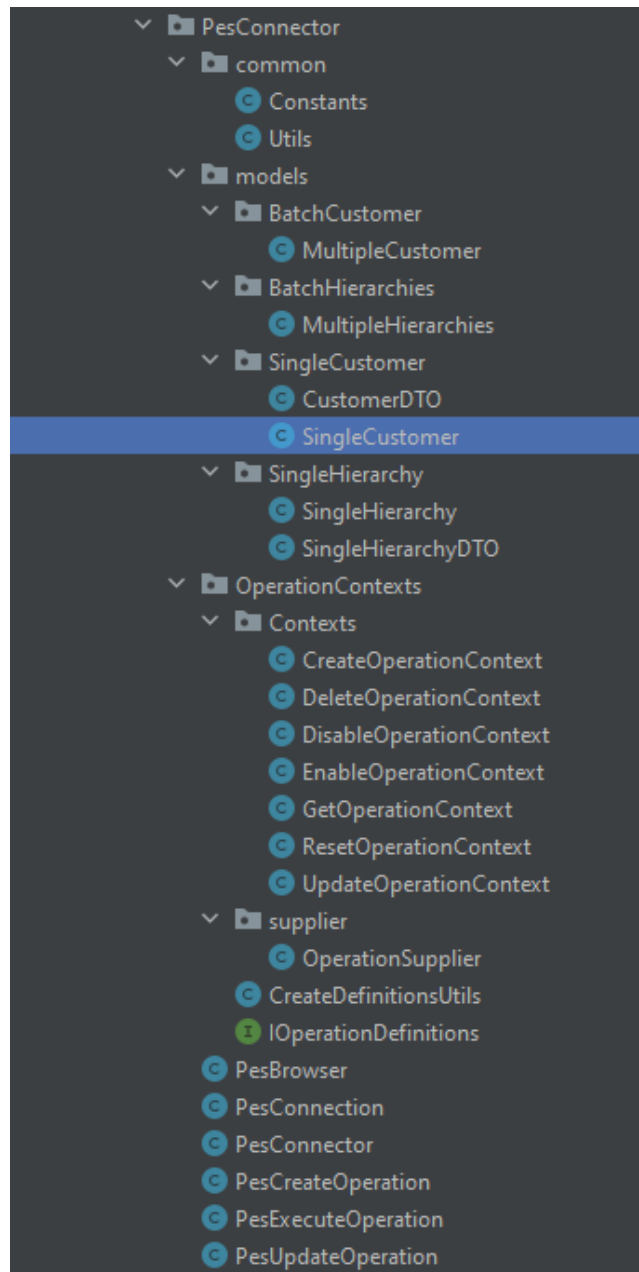 PesConnector
common
Constants
Utils
models
BatchCustomer
MultipleCustomer
BatchHierarchies
MultipleHierarchies
SingleCustomer
CustomerDTO
SingleCustomer
SingleHierarchy
SingleHierarchy
SingleHierarchyDTO
OperationContexts
Contexts
CreateOperationContext
DeleteOperationContext
DisableOperationContext
EnableOperationContext
GetOperationContext
ResetOperationContext
UpdateOperationContext
supplier
OperationSupplier
CreateDefinitionsUtils
IOperationDefinitions
PesBrowser
PesConnection
PesConnector
PesCreateOperation
PesExecuteOperation
PesUpdateOperation